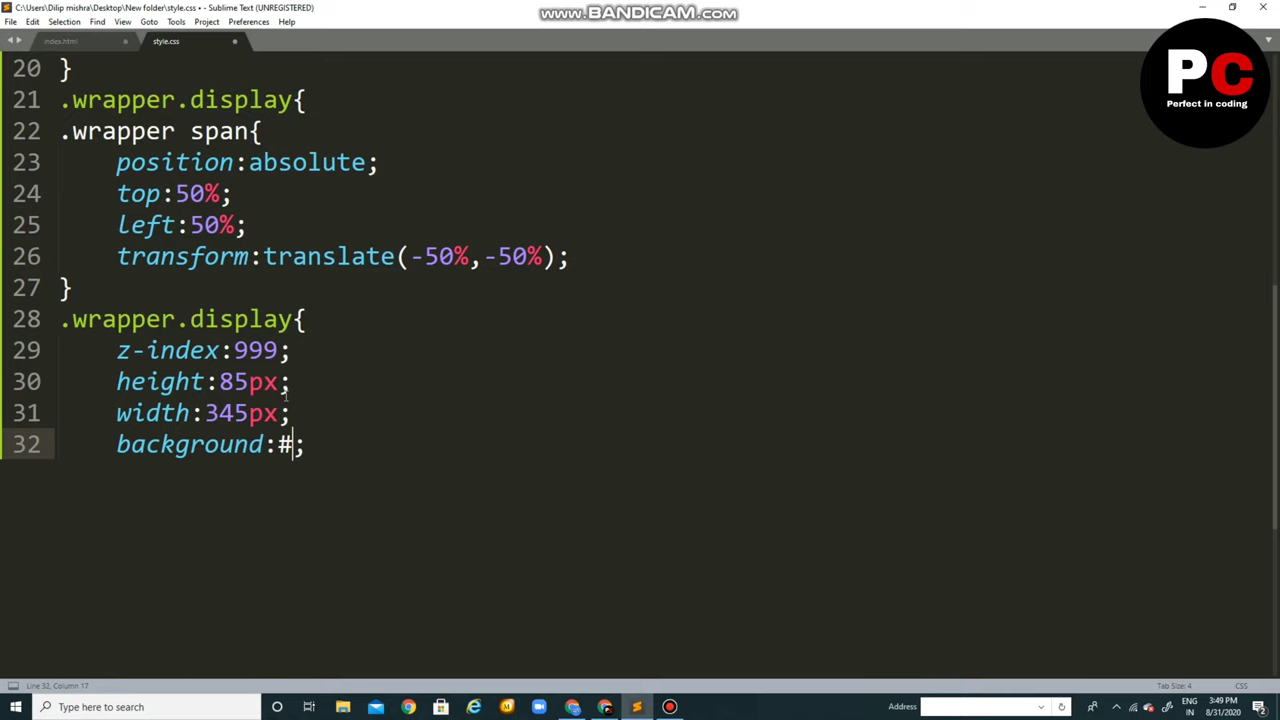 C:\Users\Dilip mishra\Desktop\New folder\style.css • - Sublime Text (UNREGISTERED)
www.BANDICAM.com
File Edit Selection Find View Goto Tools Project Preferences Help
index.html
style.css
PC
Perfect in coding
20 }
21 .wrapper.display{
22 .wrapper span{
23 position:absolute;
24 top:50%;
25 left:50%;
26 transform:translate(-50%,-50%);
27 }
28 .wrapper.display{
29 z-index:999;
30 height:85px;
31 width:345px;
32 background:#;
Line 32, Column 17
Tab Size: 4
CSS
Type here to search
Address
ENG
IN
3:49 PM
8/31/2020
2